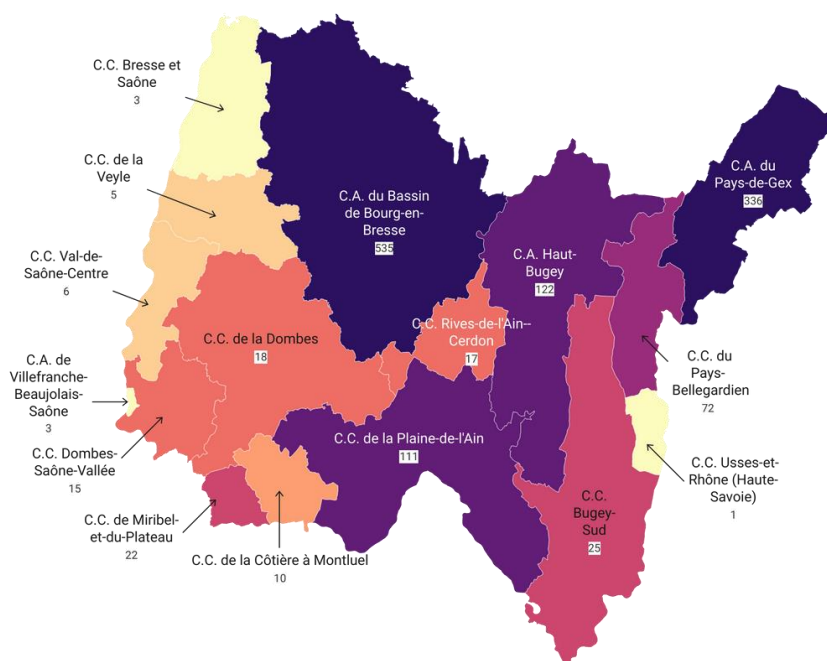 C.C. Bresse et
Saône
3
C.C. de la
Veyle
5
C.C. Val-de-
Saône-Centre
6
C.A. de
Villefranche-
Beaujolais-
Saône
3
C.C. Dombes-
Saône-Vallée
15
C.C. de Miribel-
et-du-Plateau
22
C.C. de la Côtière à Montluel
10
C.C. de la Dombes
18
C.A. du Bassin
de Bourg-en-
Bresse
535
C.C. Rives-de-l'Ain--
Cerdon
17
C.C. de la Plaine-de-l'Ain
111
C.A. Haut-
Bugey
122
C.A. du
Pays-de-Gex
336
C.C. du
Pays-
Bellegardien
72
C.C. Usses-et-
Rhône (Haute-
Savoie)
1
C.C.
Bugey-
Sud
25